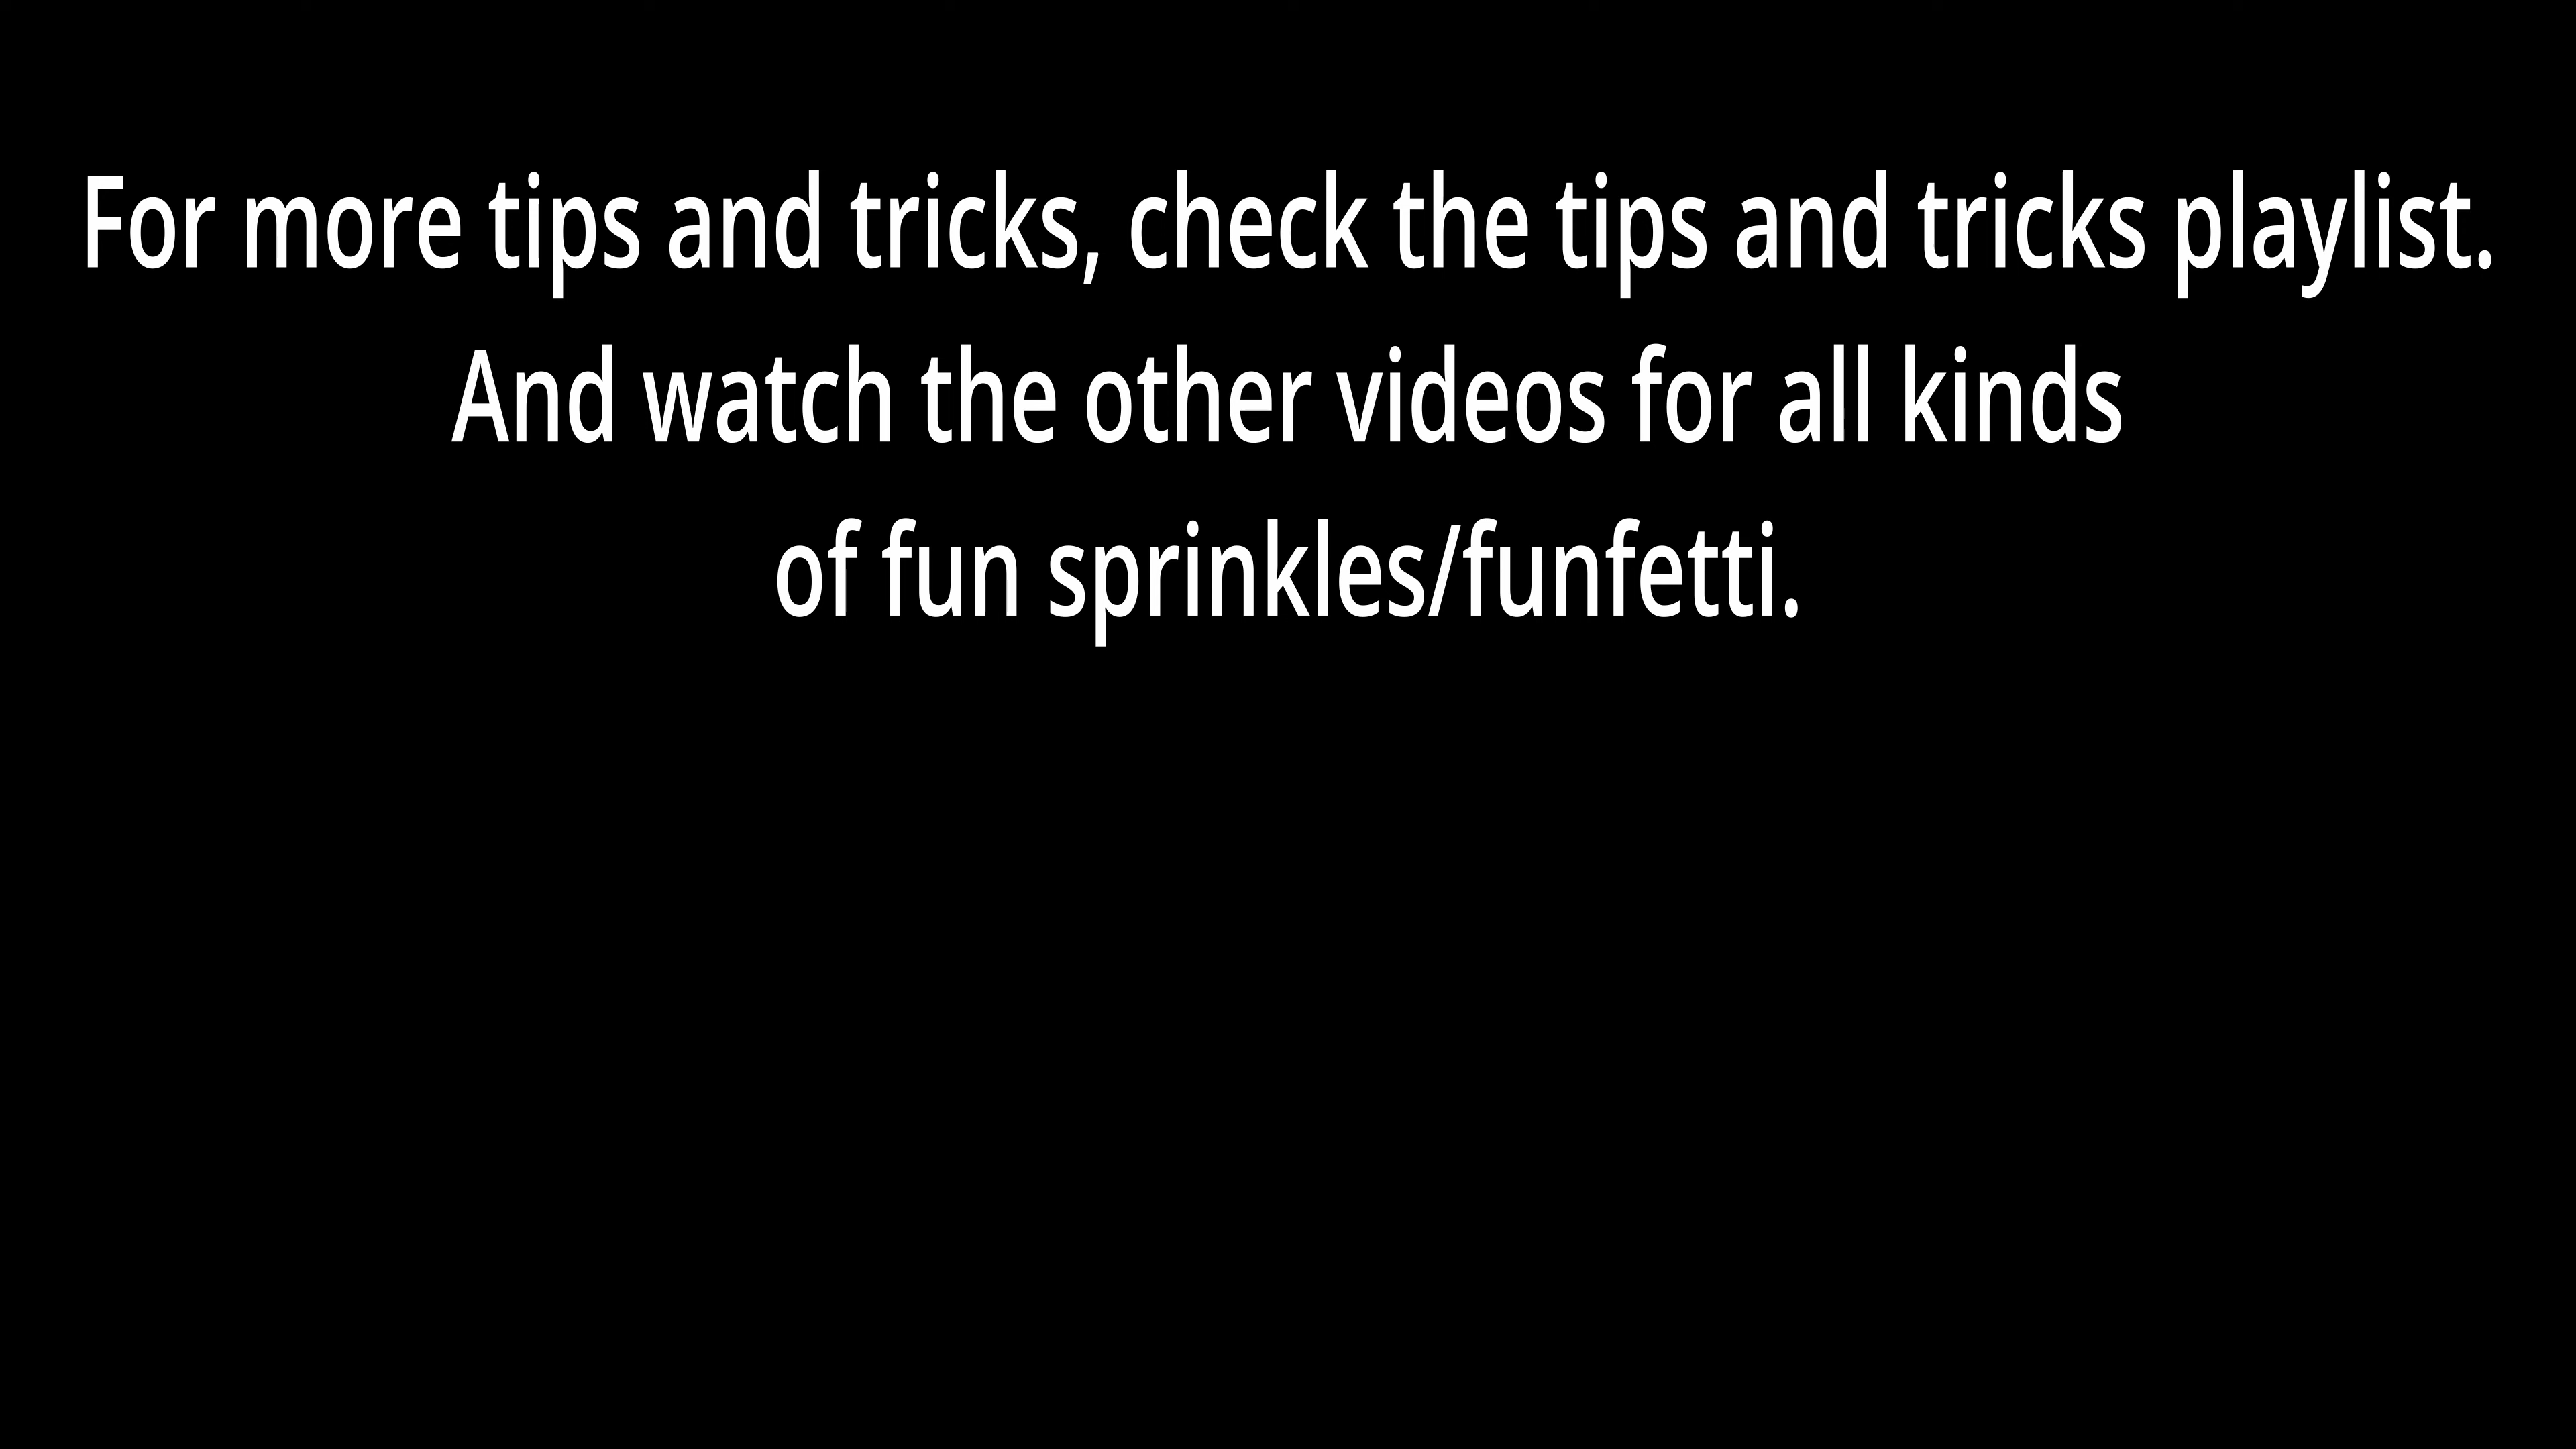 For more tips and tricks, check the tips and tricks playlist.
And watch the other videos for all kinds
of fun sprinkles/funfetti.